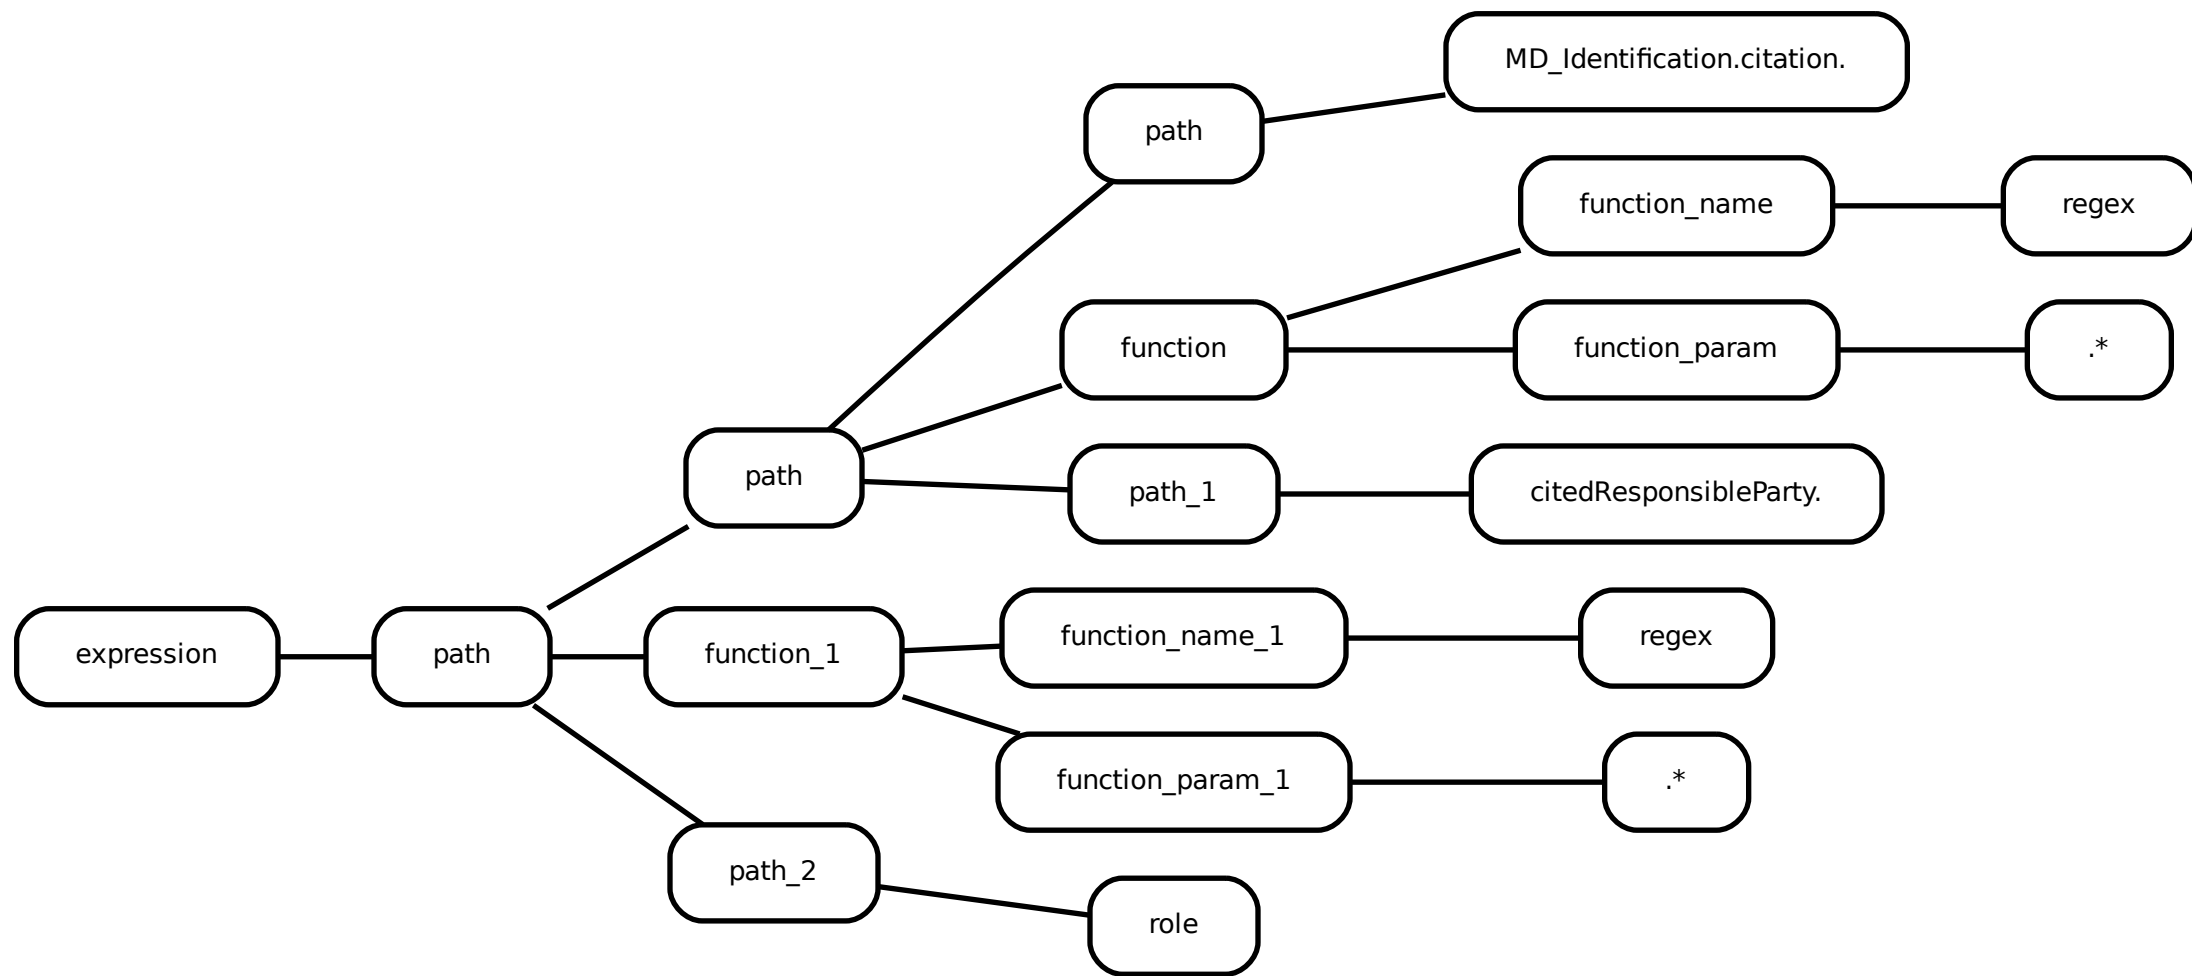 MD_Identification.citation.
path
function_name
regex
function
function_param
.*
path
path_1
citedResponsibleParty.
expression
path
function_1
function_name_1
regex
function_param_1
.*
path_2
role